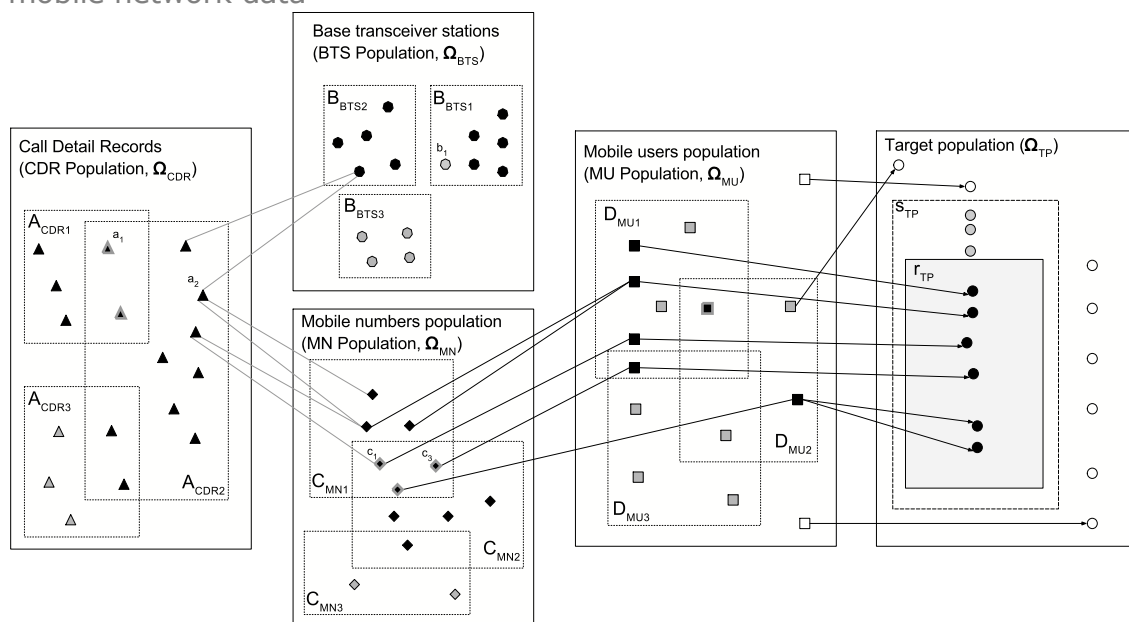 mobile network data
Base transceiver stations
(BTS Population, Ω_BTS)
B_BTS2
B_BTS1
b_1
B_BTS3
Call Detail Records
(CDR Population, Ω_CDR)
A_CDR1
a_1
a_2
A_CDR3
A_CDR2
Mobile numbers population
(MN Population, Ω_MN)
c_1
c_3
C_MN1
C_MN2
C_MN3
Mobile users population
(MU Population, Ω_MU)
D_MU1
D_MU2
D_MU3
Target population (Ω_TP)
s_TP
r_TP